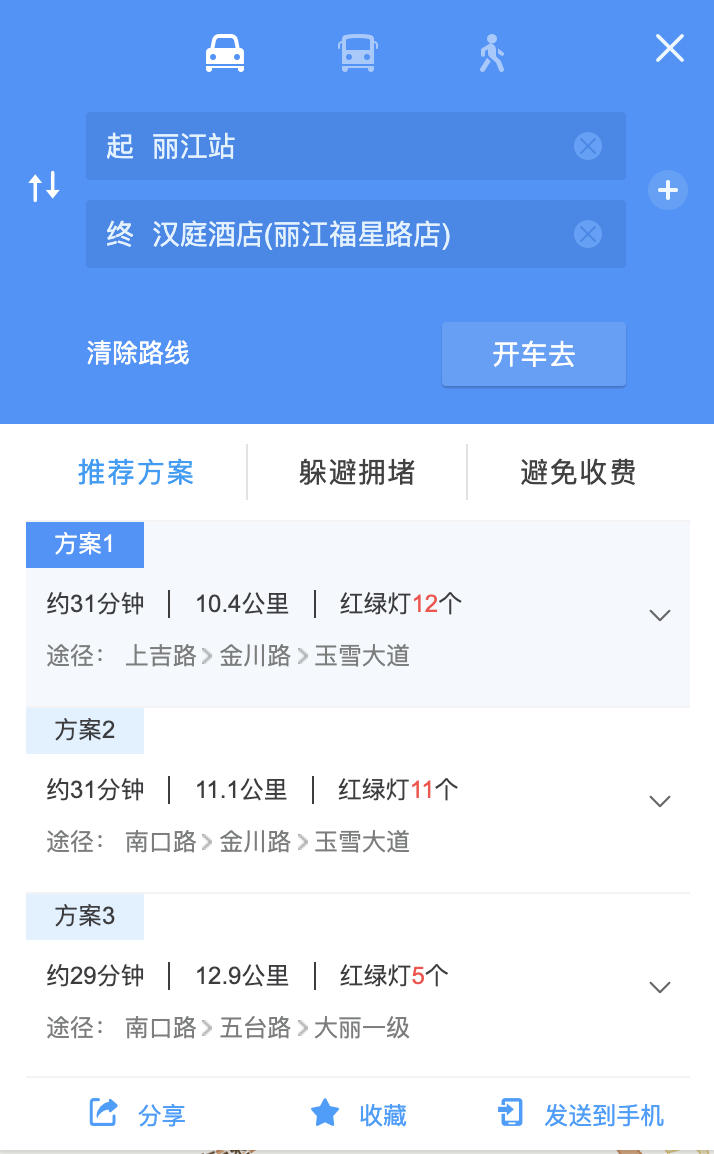 起 丽江站
终 汉庭酒店(丽江福星路店)
清除路线 开车去
推荐方案 躲避拥堵 避免收费
方案1
约31分钟 | 10.4公里 | 红绿灯12个
途径： 上吉路 > 金川路 > 玉雪大道
方案2
约31分钟 | 11.1公里 | 红绿灯11个
途径： 南口路 > 金川路 > 玉雪大道
方案3
约29分钟 | 12.9公里 | 红绿灯5个
途径： 南口路 > 五台路 > 大丽一级
分享 收藏 发送到手机